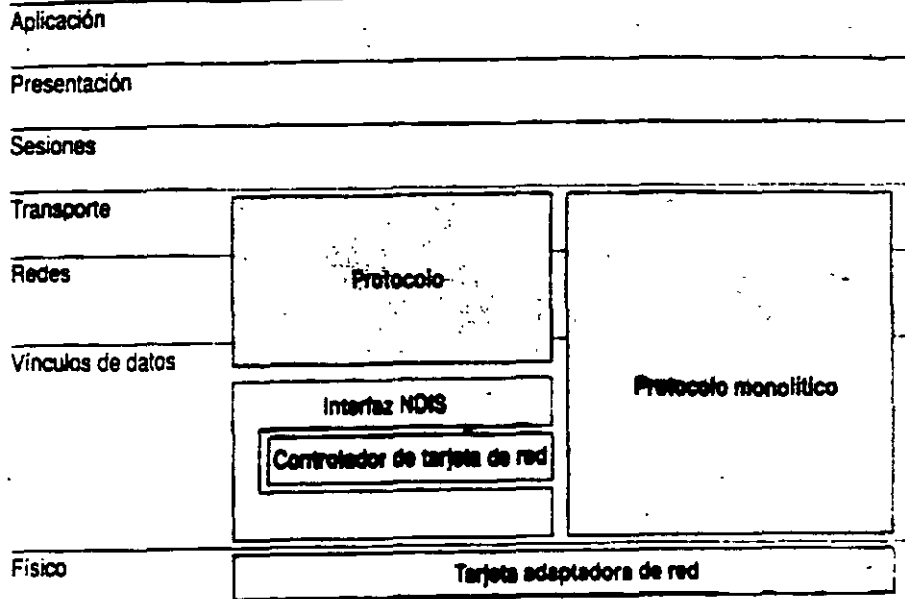 Aplicación
Presentación
Sesiones
Transporte
Redes
Protocolo
Vínculos de datos
Interfaz NDIS
Protocolo monolítico
Controlador de tarjeta de red
Físico
Tarjeta adaptadora de red